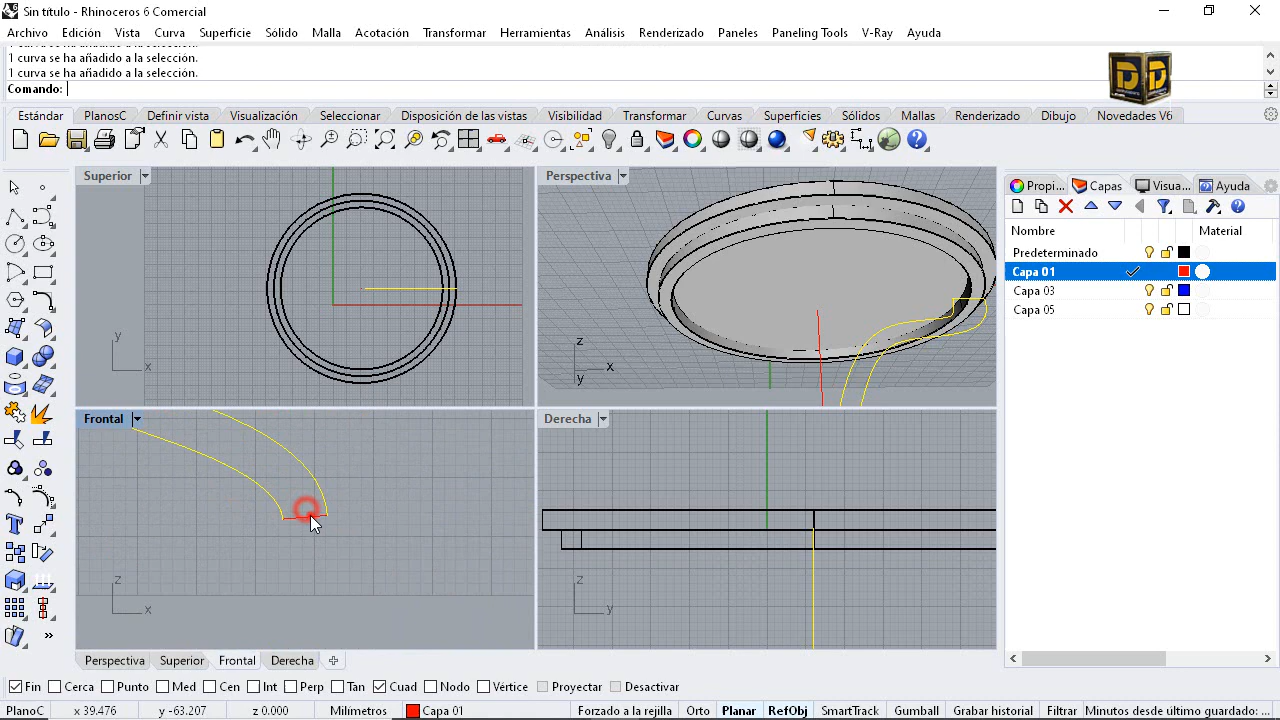 Sin título - Rhinoceros 6 Comercial
Archivo Edición Vista Curva Superficie Sólido Malla Acotación Transformar Herramientas Análisis Renderizado Paneles Paneling Tools V-Ray Ayuda
1 curva se ha añadido a la selección.
1 curva se ha añadido a la selección.
Comando:
Estándar PlanosC Definir vista Visualización Seleccionar Disposición de las vistas Visibilidad Transformar Curvas Superficies Sólidos Mallas Renderizado Dibujo Novedades V6
Superior
y
x
Perspectiva
z
x
y
Frontal
z
x
Derecha
z
y
Propi... Capas Visua... Ayuda
Nombre Material
Predeterminado
Capa 01
Capa 03
Capa 05
Perspectiva Superior Frontal Derecha
Fin Cerca Punto Med Cen Int Perp Tan Cuad Nodo Vértice Proyectar Desactivar
PlanoC x 39.476 y -63.207 z 0.000 Milímetros Capa 01 Forzado a la rejilla Orto Planar RefObj SmartTrack Gumball Grabar historial Filtrar Minutos desde último guardado: ...